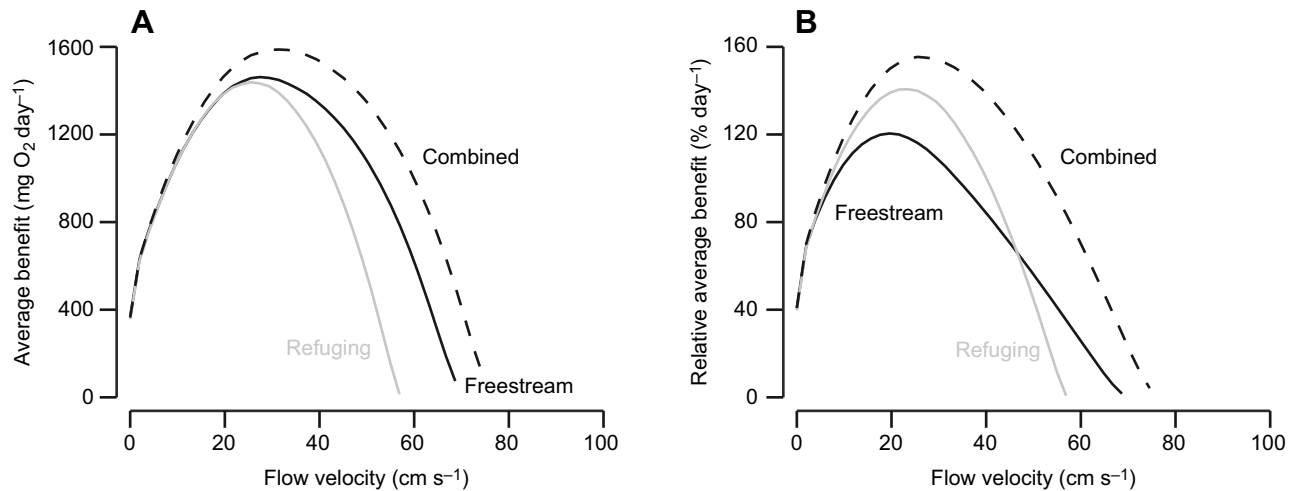 A
Average benefit (mg O₂ day⁻¹)
1600
1200
800
400
0
Combined
Refuging
Freestream
0 20 40 60 80 100
Flow velocity (cm s⁻¹)
B
Relative average benefit (% day⁻¹)
160
120
80
40
0
Combined
Freestream
Refuging
0 20 40 60 80 100
Flow velocity (cm s⁻¹)